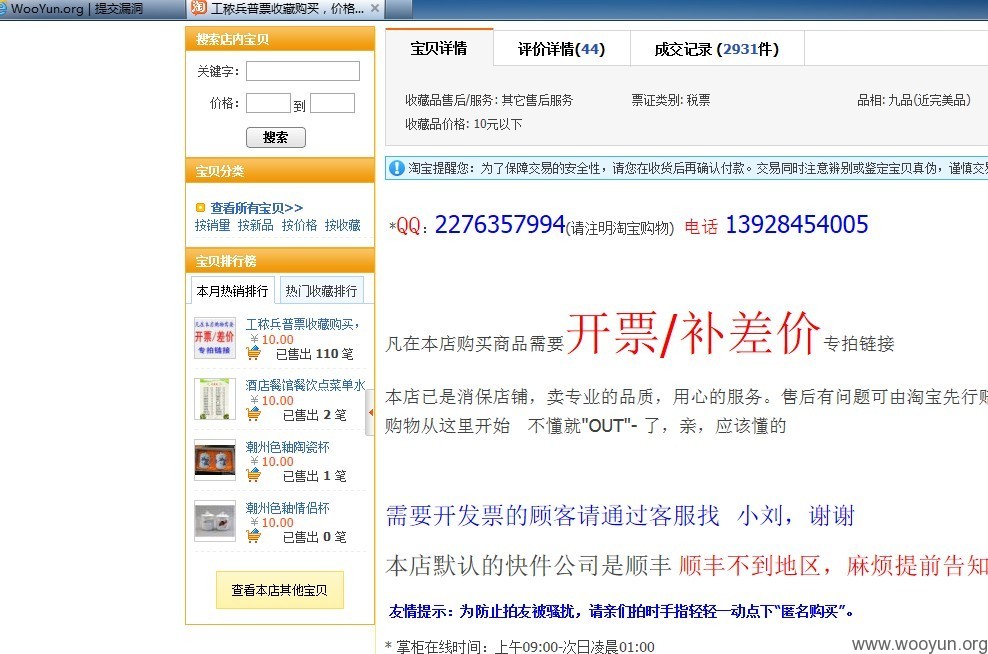 WooYun.org | 提交漏洞
工秾兵普票收藏购买，价格...
搜索店内宝贝
关键字：
价格： 到
搜索
宝贝分类
查看所有宝贝>>
按销量 按新品 按价格 按收藏
宝贝排行榜
本月热销排行 热门收藏排行
开票/差价
专拍链接
工秾兵普票收藏购买，
￥10.00
已售出 110 笔
酒店餐馆餐饮点菜单水
￥10.00
已售出 2 笔
潮州色釉陶瓷杯
￥10.00
已售出 1 笔
潮州色釉情侣杯
￥10.00
已售出 0 笔
查看本店其他宝贝
宝贝详情 评价详情(44) 成交记录 (2931件)
收藏品售后/服务: 其它售后服务 票证类别: 税票 品相: 九品(近完美品)
收藏品价格: 10元以下
淘宝提醒您：为了保障交易的安全性，请您在收货后再确认付款。交易同时注意辨别或鉴定宝贝真伪，谨慎交易
*QQ：2276357994(请注明淘宝购物) 电话 13928454005
凡在本店购买商品需要开票/补差价专拍链接
本店已是消保店铺，卖专业的品质，用心的服务。售后有问题可由淘宝先行赔
购物从这里开始 不懂就"OUT"- 了，亲，应该懂的
需要开发票的顾客请通过客服找 小刘，谢谢
本店默认的快件公司是顺丰 顺丰不到地区，麻烦提前告知
友情提示：为防止拍友被骚扰，请亲们拍时手指轻轻一动点下“匿名购买”。
* 掌柜在线时间：上午09:00-次日凌晨01:00
www.wooyun.org